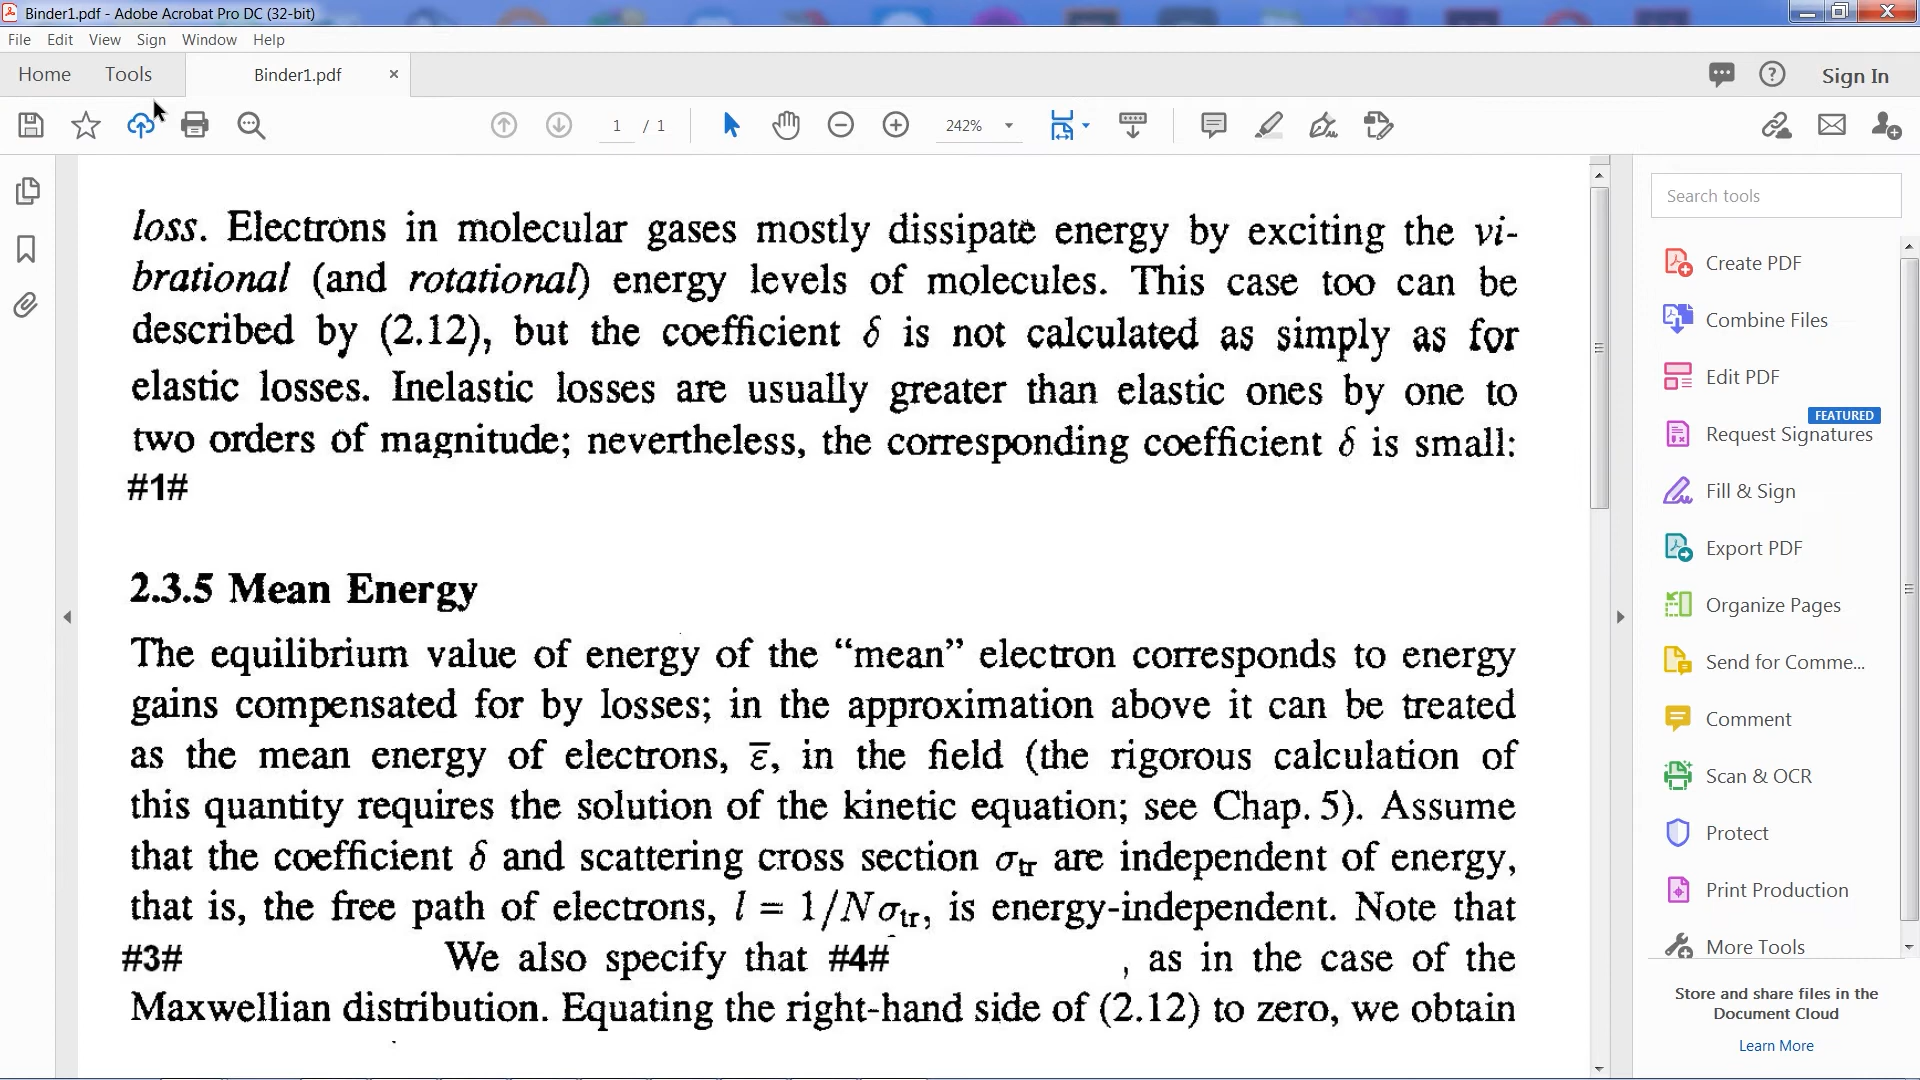 Binder1.pdf - Adobe Acrobat Pro DC (32-bit)
File Edit View Sign Window Help
Home Tools Binder1.pdf × Sign In
1 / 1 242%
loss. Electrons in molecular gases mostly dissipate energy by exciting the vi-
brational (and rotational) energy levels of molecules. This case too can be
described by (2.12), but the coefficient δ is not calculated as simply as for
elastic losses. Inelastic losses are usually greater than elastic ones by one to
two orders of magnitude; nevertheless, the corresponding coefficient δ is small:
#1#
2.3.5 Mean Energy
The equilibrium value of energy of the “mean” electron corresponds to energy
gains compensated for by losses; in the approximation above it can be treated
as the mean energy of electrons, ε̅, in the field (the rigorous calculation of
this quantity requires the solution of the kinetic equation; see Chap. 5). Assume
that the coefficient δ and scattering cross section σtr are independent of energy,
that is, the free path of electrons, l = 1/Nσtr, is energy-independent. Note that
#3# We also specify that #4# , as in the case of the
Maxwellian distribution. Equating the right-hand side of (2.12) to zero, we obtain
Search tools
Create PDF
Combine Files
Edit PDF
FEATURED
Request Signatures
Fill & Sign
Export PDF
Organize Pages
Send for Comme...
Comment
Scan & OCR
Protect
Print Production
More Tools
Store and share files in the
Document Cloud
Learn More